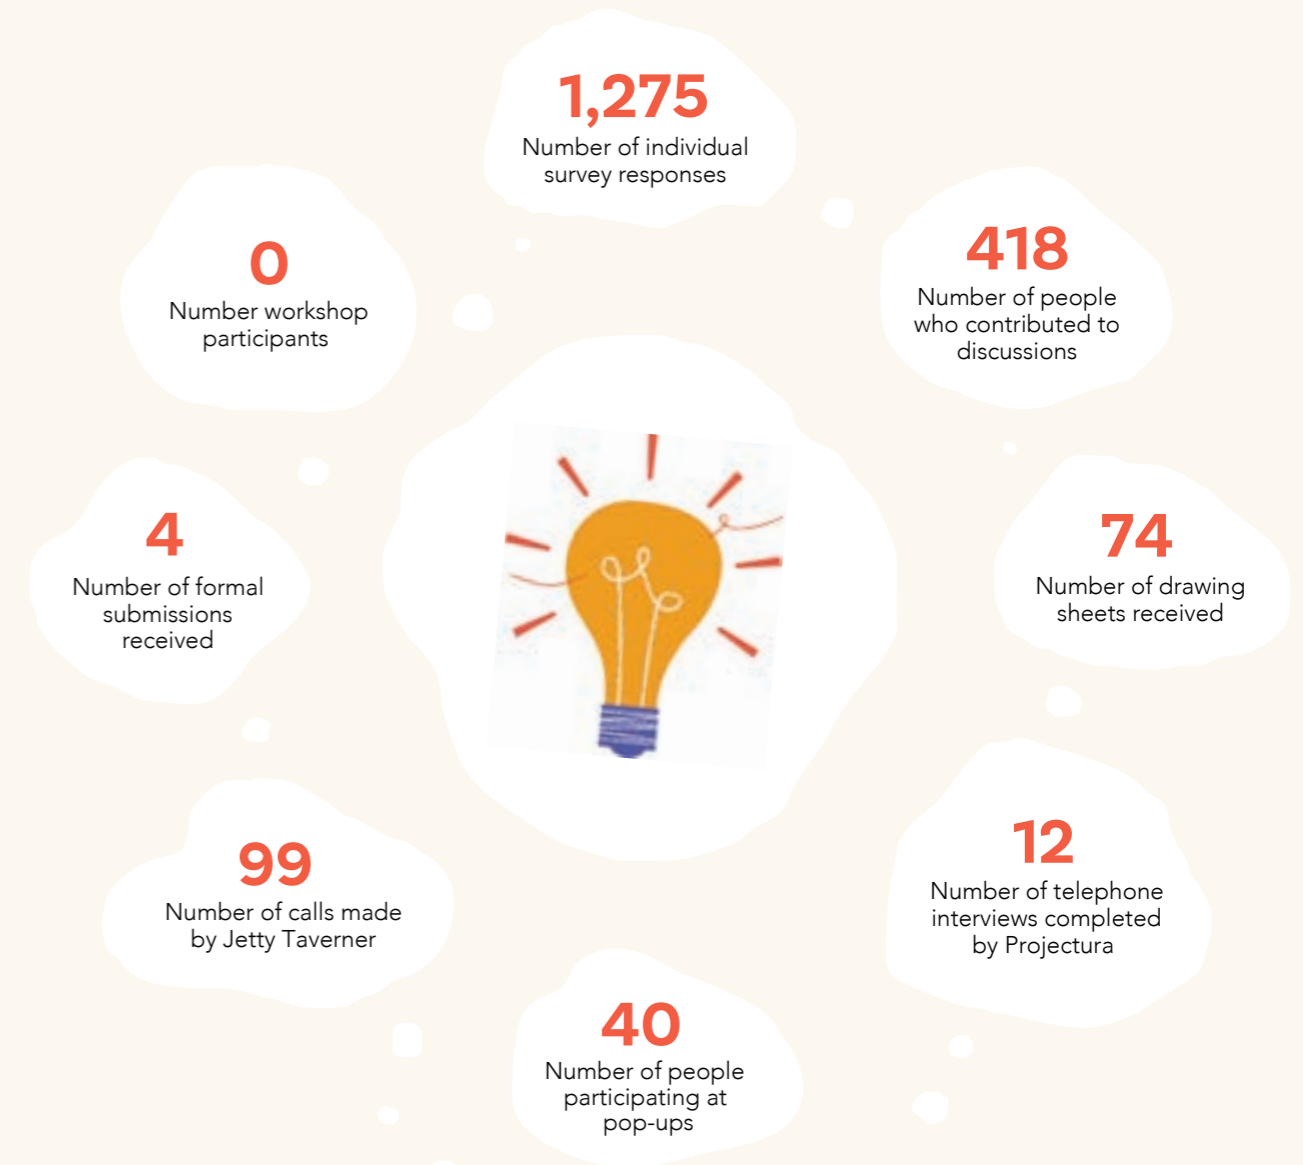 1,275
Number of individual
survey responses
418
Number of people
who contributed to
discussions
74
Number of drawing
sheets received
12
Number of telephone
interviews completed
by Projectura
40
Number of people
participating at
pop-ups
99
Number of calls made
by Jetty Taverner
4
Number of formal
submissions
received
0
Number workshop
participants